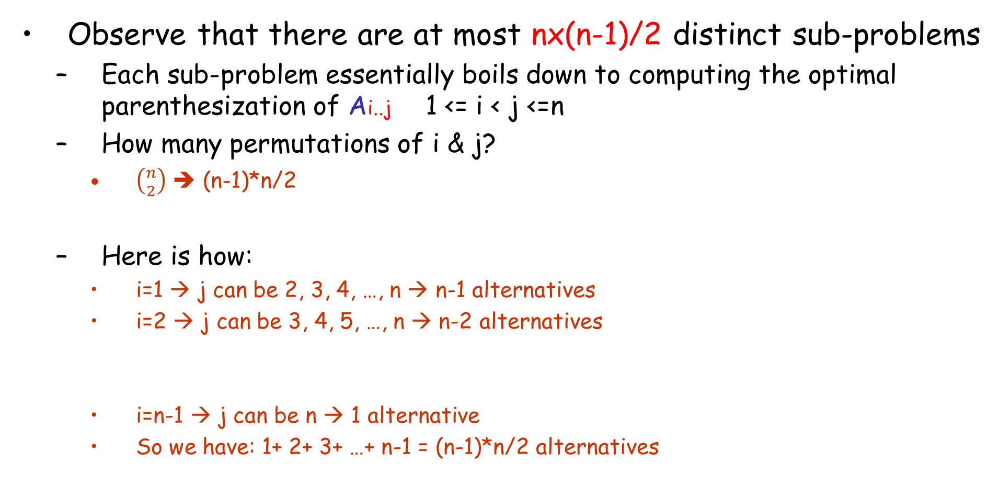 • Observe that there are at most nx(n-1)/2 distinct sub-problems
– Each sub-problem essentially boils down to computing the optimal
parenthesization of Ai..j 1 <= i < j <=n
– How many permutations of i & j?
• (n 2) ➔ (n-1)*n/2
– Here is how:
• i=1 → j can be 2, 3, 4, …, n → n-1 alternatives
• i=2 → j can be 3, 4, 5, …, n → n-2 alternatives
• i=n-1 → j can be n → 1 alternative
• So we have: 1+ 2+ 3+ …+ n-1 = (n-1)*n/2 alternatives